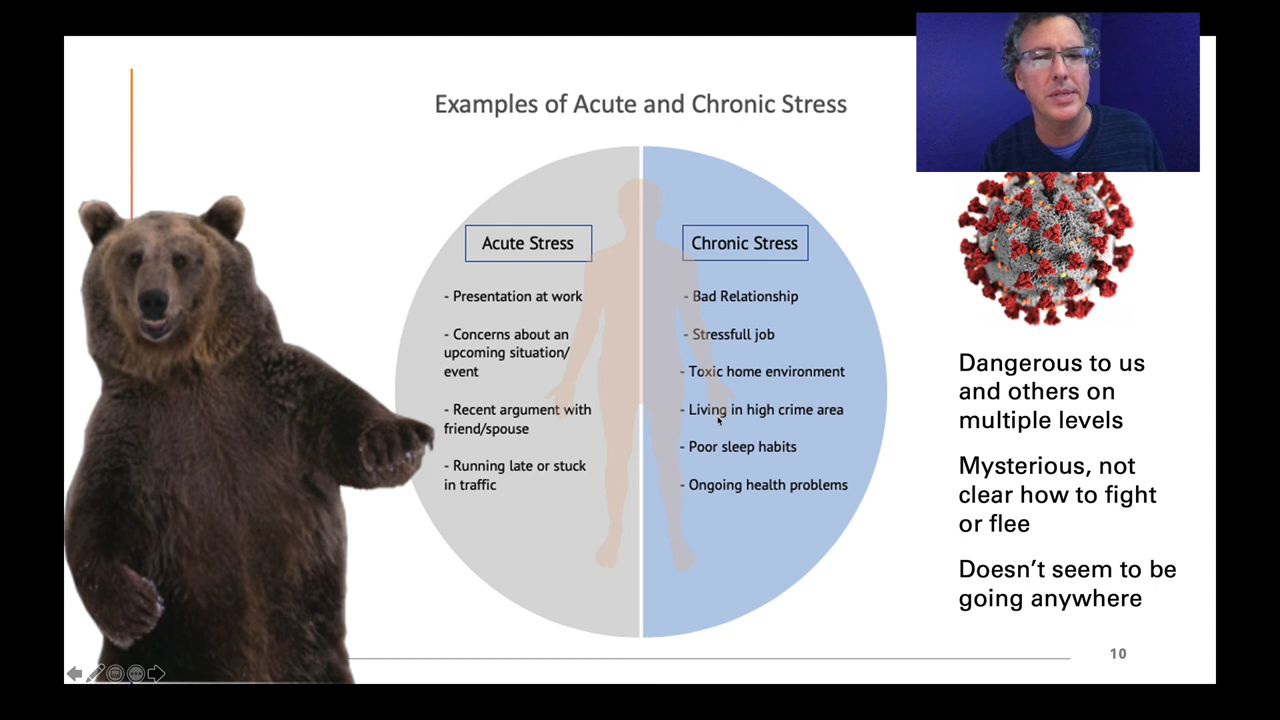 Examples of Acute and Chronic Stress
Acute Stress
- Presentation at work
- Concerns about an
upcoming situation/
event
- Recent argument with
friend/spouse
- Running late or stuck
in traffic
Chronic Stress
- Bad Relationship
- Stressfull job
- Toxic home environment
- Living in high crime area
- Poor sleep habits
- Ongoing health problems
Dangerous to us
and others on
multiple levels
Mysterious, not
clear how to fight
or flee
Doesn’t seem to be
going anywhere
10